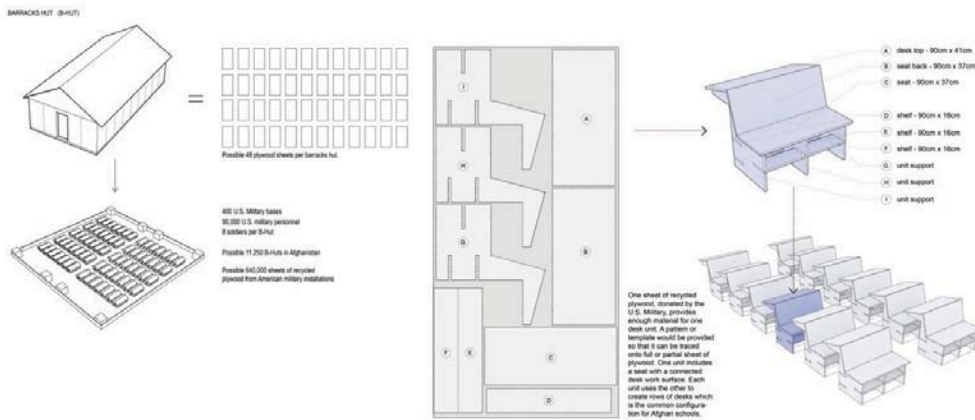 BARRACKS HUT (B-HUT)
=
Possible 48 plywood sheets per barracks hut.
400 U.S. Military bases
90,000 U.S. military personnel
8 soldiers per B-Hut
Possible 11,250 B-Huts in Afghanistan
Possible 540,000 sheets of recycled
plywood from American military installations
I
H
G
F
E
A
B
C
D
One sheet of recycled
plywood, donated by the
U.S. Military, provides
enough material for one
desk unit. A pattern or
template would be provided
so that it can be traced
onto full or partial sheet of
plywood. One unit includes
a seat with a connected
desk work surface. Each
unit uses the other to
create rows of desks which
is the common configura-
tion for Afghan schools.
A desk top - 90cm x 41cm
B seat back - 90cm x 37cm
C seat - 90cm x 37cm
D shelf - 90cm x 16cm
E shelf - 90cm x 16cm
F shelf - 90cm x 16cm
G unit support
H unit support
I unit support